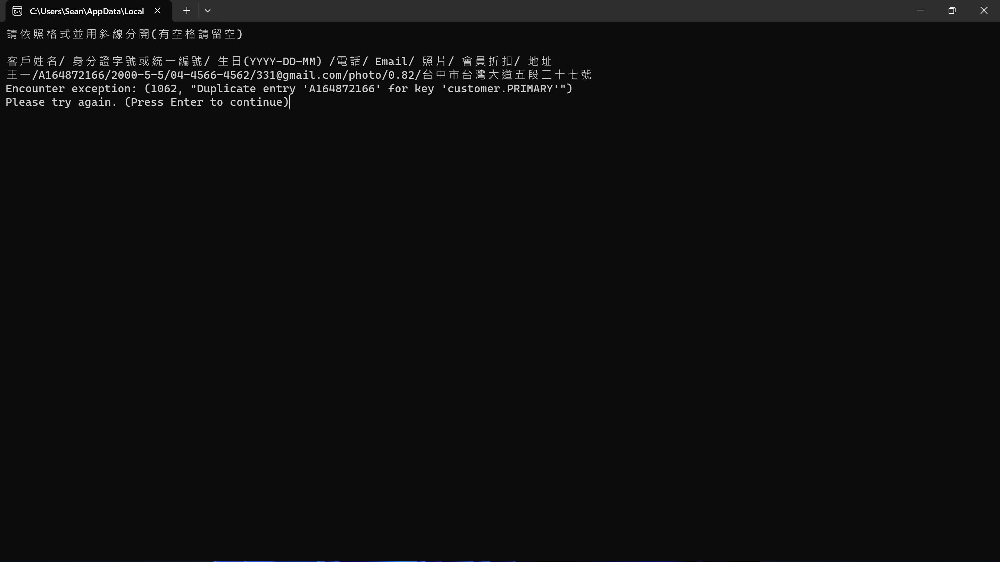 C:\Users\Sean\AppData\Local
請依照格式並用斜線分開(有空格請留空)
客戶姓名/ 身分證字號或統一編號/ 生日(YYYY-DD-MM) /電話/ Email/ 照片/ 會員折扣/ 地址
王一/A164872166/2000-5-5/04-4566-4562/331@gmail.com/photo/0.82/台中市台灣大道五段二十七號
Encounter exception: (1062, "Duplicate entry 'A164872166' for key 'customer.PRIMARY'")
Please try again. (Press Enter to continue)